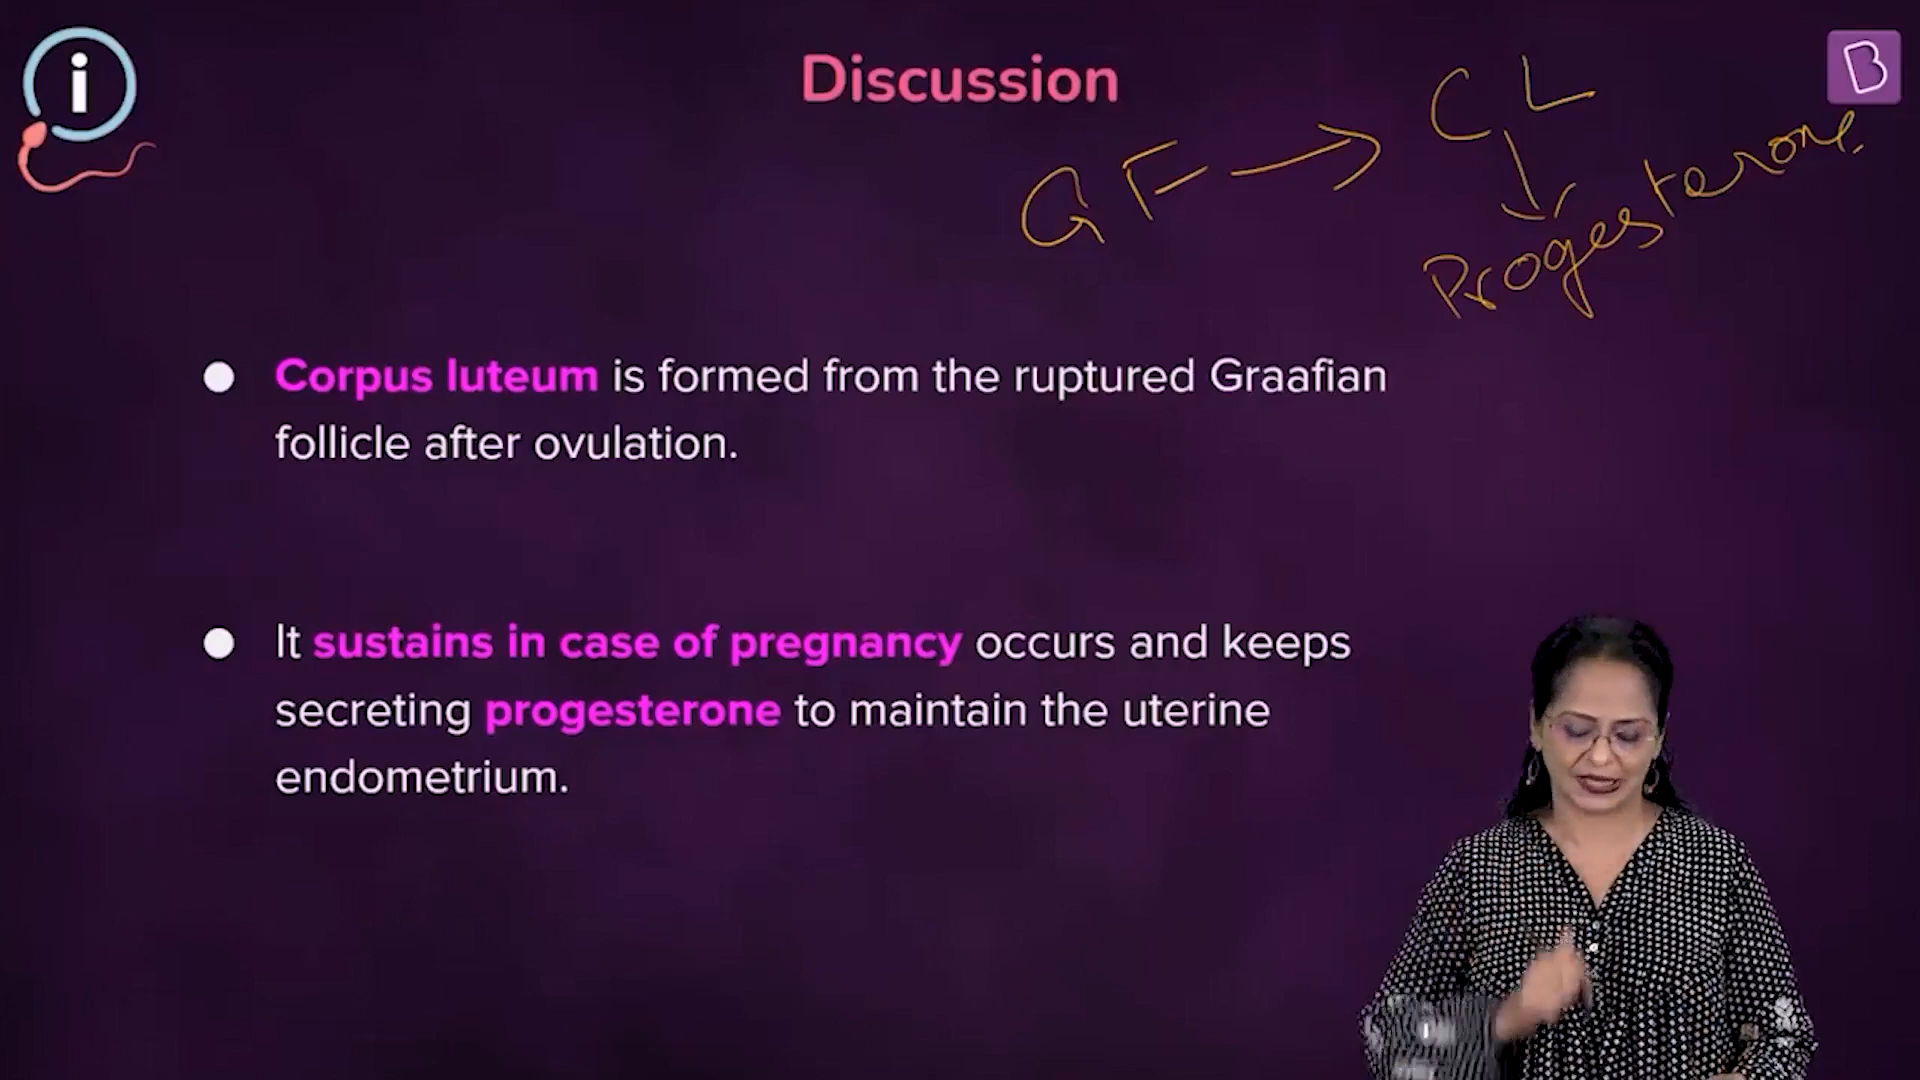 i
Discussion
B
GF → CL
↓
Progesterone.
● Corpus luteum is formed from the ruptured Graafian
follicle after ovulation.
● It sustains in case of pregnancy occurs and keeps
secreting progesterone to maintain the uterine
endometrium.